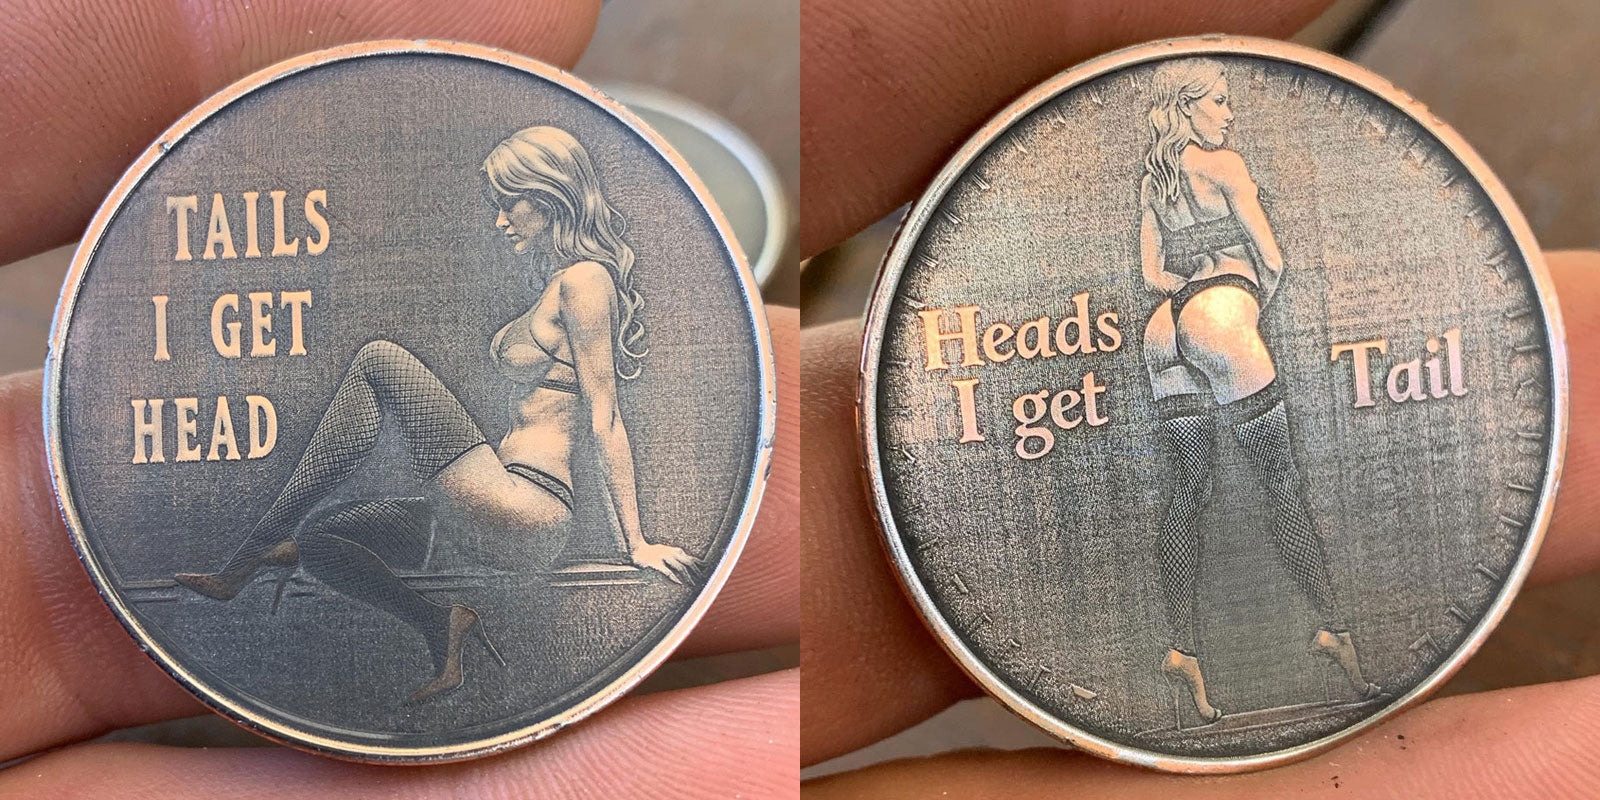 TAILS
I GET
HEAD
Heads
I get
Tail